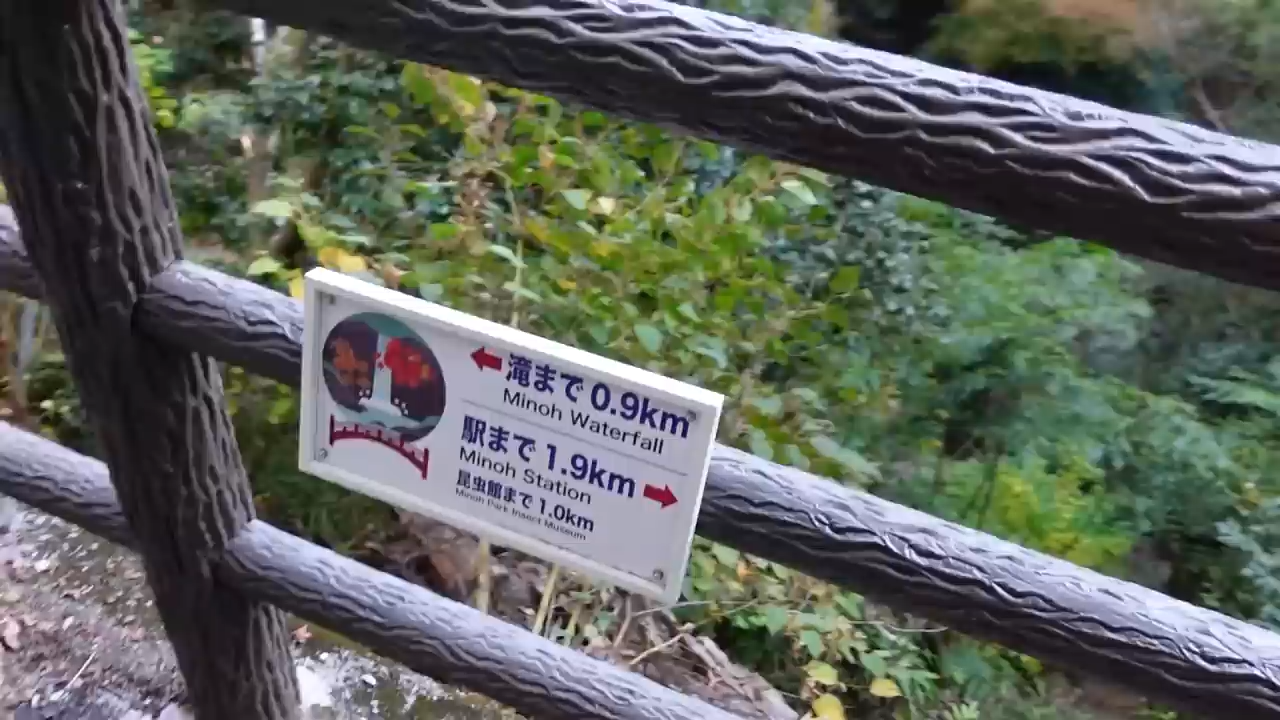 滝まで 0.9km
Minoh Waterfall
駅まで 1.9km
Minoh Station
昆虫館まで 1.0km
Minoh Park Insect Museum